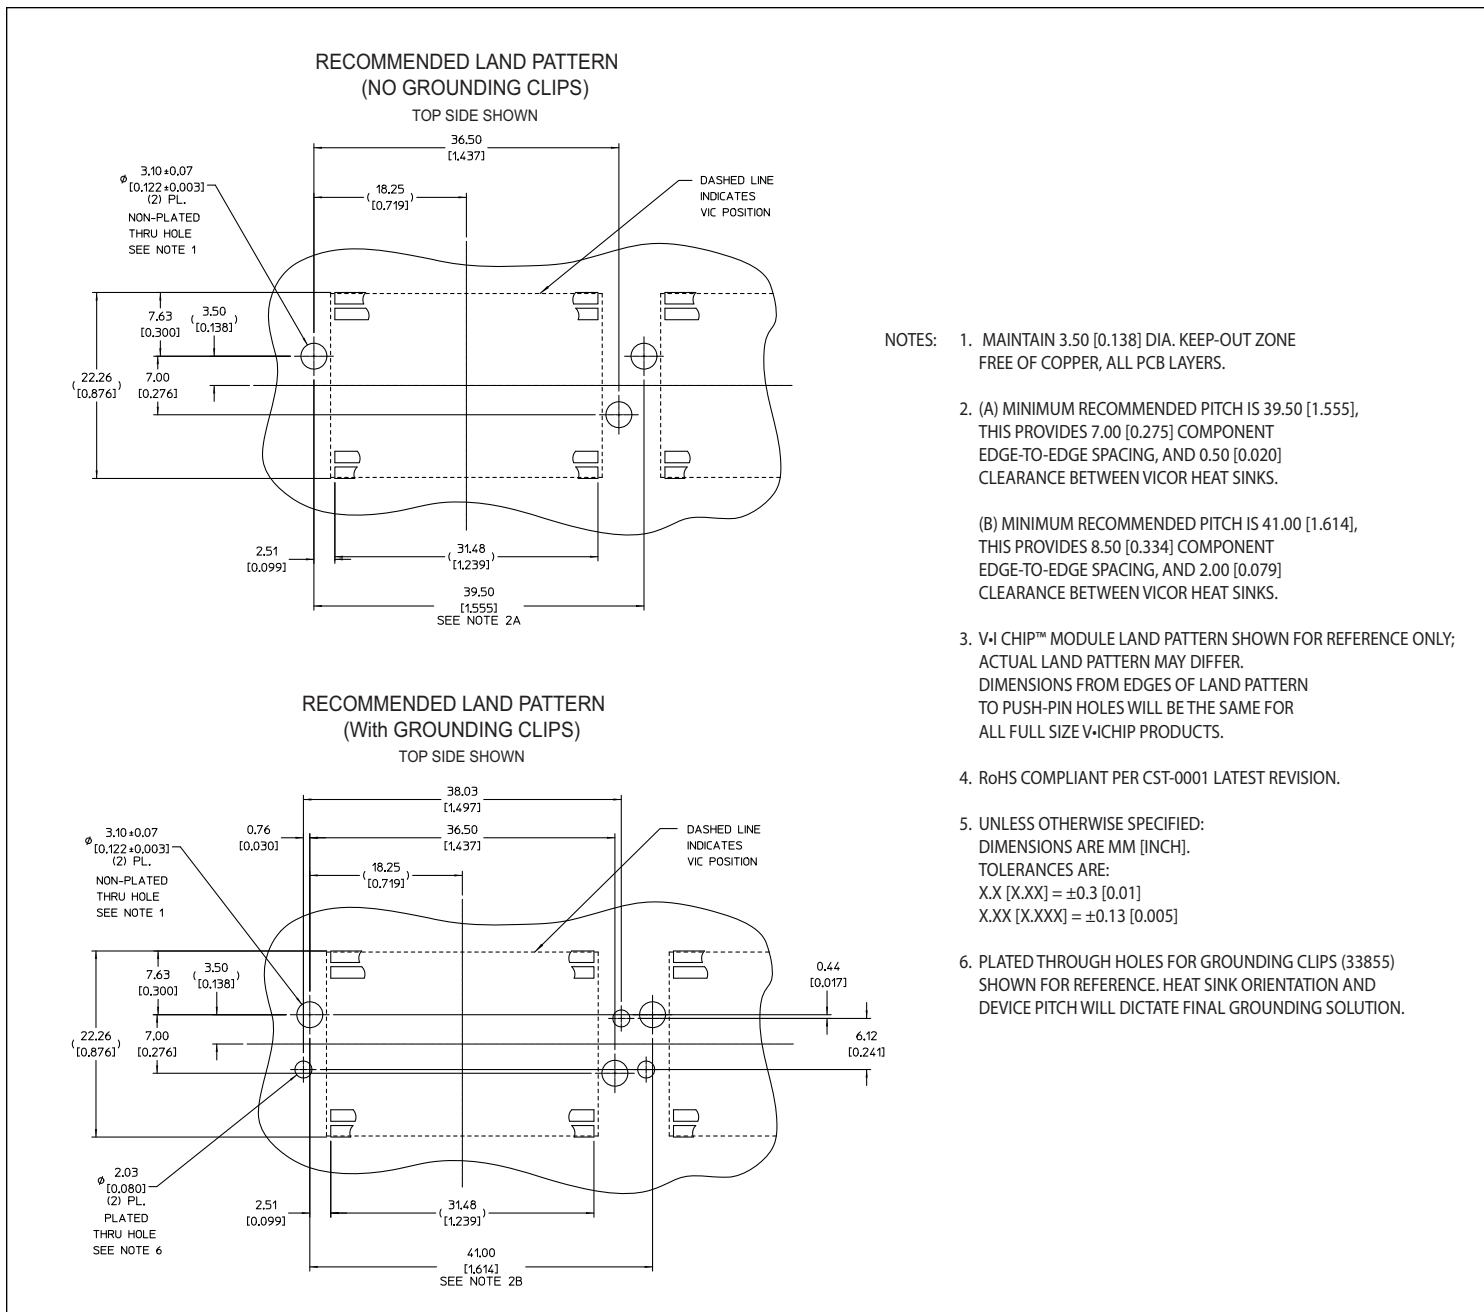 RECOMMENDED LAND PATTERN
(NO GROUNDING CLIPS)
TOP SIDE SHOWN
36.50
[1.437]
ø 3.10±0.07
[0.122±0.003]
(2) PL.
NON-PLATED
THRU HOLE
SEE NOTE 1
(18.25
[0.719])
DASHED LINE
INDICATES
VIC POSITION
7.63
[0.300]
(3.50
[0.138])
(22.26
[0.876])
7.00
[0.276]
2.51
[0.099]
(31.48
[1.239])
39.50
[1.555]
SEE NOTE 2A
RECOMMENDED LAND PATTERN
(With GROUNDING CLIPS)
TOP SIDE SHOWN
38.03
[1.497]
ø 3.10±0.07
[0.122±0.003]
(2) PL.
NON-PLATED
THRU HOLE
SEE NOTE 1
0.76
[0.030]
36.50
[1.437]
(18.25
[0.719])
DASHED LINE
INDICATES
VIC POSITION
7.63
[0.300]
(3.50
[0.138])
0.44
[0.017]
(22.26
[0.876])
7.00
[0.276]
6.12
[0.241]
ø 2.03
[0.080]
(2) PL.
PLATED
THRU HOLE
SEE NOTE 6
2.51
[0.099]
(31.48
[1.239])
41.00
[1.614]
SEE NOTE 2B
NOTES: 1. MAINTAIN 3.50 [0.138] DIA. KEEP-OUT ZONE
FREE OF COPPER, ALL PCB LAYERS.
2. (A) MINIMUM RECOMMENDED PITCH IS 39.50 [1.555],
THIS PROVIDES 7.00 [0.275] COMPONENT
EDGE-TO-EDGE SPACING, AND 0.50 [0.020]
CLEARANCE BETWEEN VICOR HEAT SINKS.
(B) MINIMUM RECOMMENDED PITCH IS 41.00 [1.614],
THIS PROVIDES 8.50 [0.334] COMPONENT
EDGE-TO-EDGE SPACING, AND 2.00 [0.079]
CLEARANCE BETWEEN VICOR HEAT SINKS.
3. V•I CHIP™ MODULE LAND PATTERN SHOWN FOR REFERENCE ONLY;
ACTUAL LAND PATTERN MAY DIFFER.
DIMENSIONS FROM EDGES OF LAND PATTERN
TO PUSH-PIN HOLES WILL BE THE SAME FOR
ALL FULL SIZE V•ICHIP PRODUCTS.
4. RoHS COMPLIANT PER CST-0001 LATEST REVISION.
5. UNLESS OTHERWISE SPECIFIED:
DIMENSIONS ARE MM [INCH].
TOLERANCES ARE:
X.X [X.XX] = ±0.3 [0.01]
X.XX [X.XXX] = ±0.13 [0.005]
6. PLATED THROUGH HOLES FOR GROUNDING CLIPS (33855)
SHOWN FOR REFERENCE. HEAT SINK ORIENTATION AND
DEVICE PITCH WILL DICTATE FINAL GROUNDING SOLUTION.